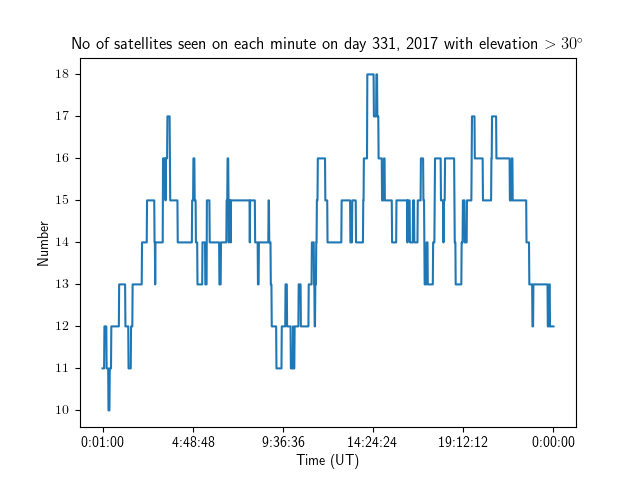 No of satellites seen on each minute on day 331, 2017 with elevation > 30°
18
17
16
15
14
13
12
11
10
Number
0:01:00 4:48:48 9:36:36 14:24:24 19:12:12 0:00:00
Time (UT)